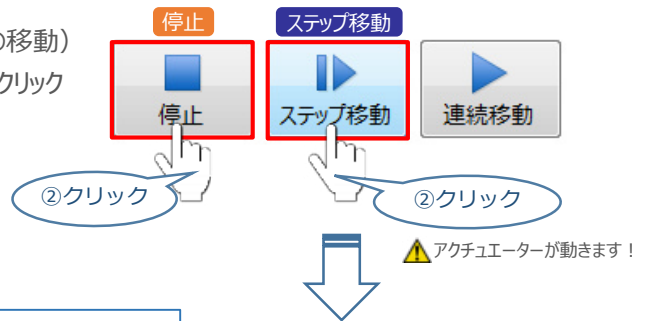 停止 ステップ移動
の移動）
クリック
停止 ステップ移動 連続移動
②クリック ②クリック
アクチュエーターが動きます！